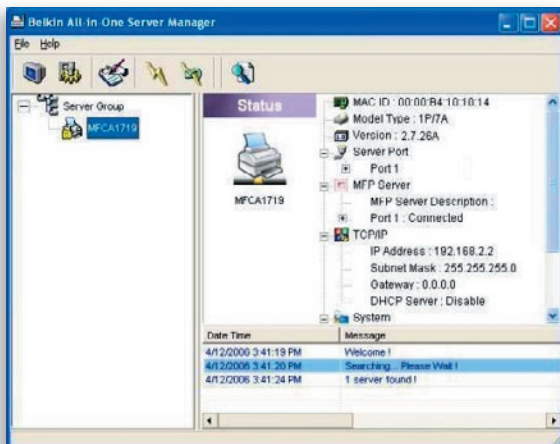 Belkin All-in-One Server Manager
File Help
Server Group
MFCA1719
Status
MFCA1719
MAC ID : 00:00:B4:10:10:14
Model Type : 1P/7A
Version : 2.7.26A
Server Port
Port 1
MFP Server
MFP Server Description :
Port 1 : Connected
TCP/IP
IP Address : 192.168.2.2
Subnet Mask : 255.255.255.0
Gateway : 0.0.0.0
DHCP Server : Disable
System
Date Time Message
4/12/2006 3:41:19 PM Welcome !
4/12/2006 3:41:20 PM Searching... Please Wait !
4/12/2006 3:41:24 PM 1 server found !